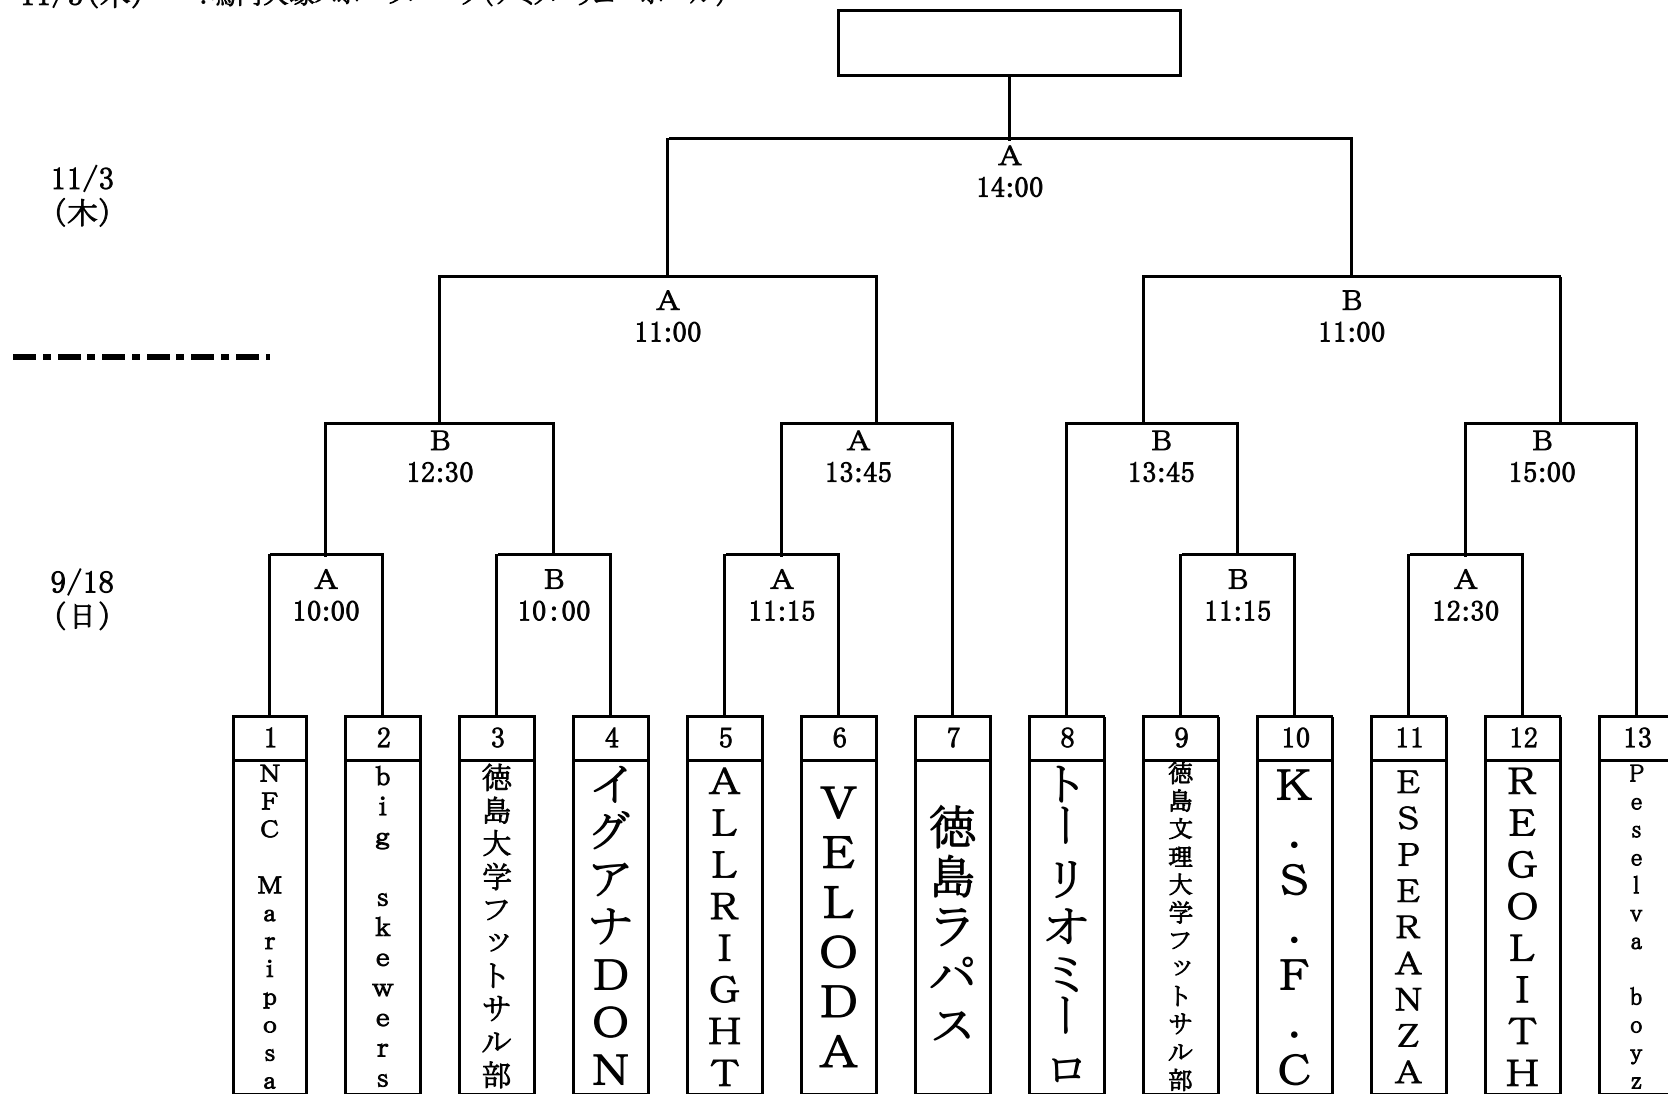 A
14:00
11/3
(木)
A
11:00
B
11:00
B
12:30
A
13:45
B
13:45
B
15:00
9/18
(日)
A
10:00
B
10:00
A
11:15
B
11:15
A
12:30
1
2
3
4
5
6
7
8
9
10
11
12
13
NFC Mariposa
big skewers
徳島大学フットサル部
イグアナDON
ALLRIGHT
VELODA
徳島ラパス
トーリオミーロ
徳島文理大学フットサル部
K.S.F.C
ESPERANZA
REGOLITH
Peselva boyz